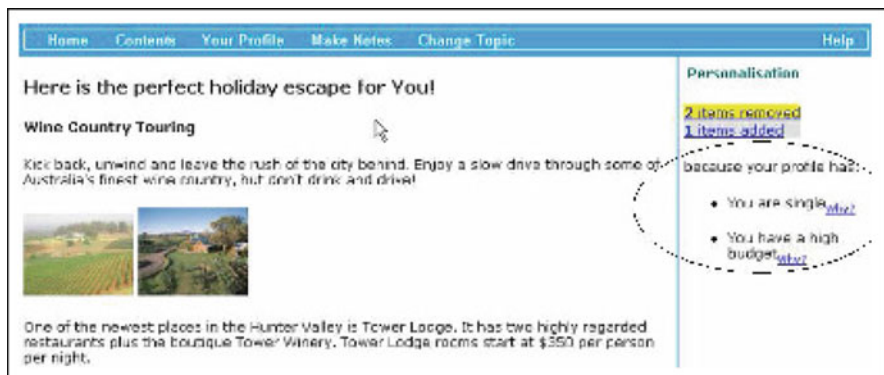 Home Contents Your Profile Make Notes Change Topic Help
Here is the perfect holiday escape for You!
Wine Country Touring
Kick back, unwind and leave the rush of the city behind. Enjoy a slow drive through some of
Australia's finest wine country, but don't drink and drive!
One of the newest places in the Hunter Valley is Tower Lodge. It has two highly regarded
restaurants plus the boutique Tower Winery. Tower Lodge rooms start at $350 per person
per night.
Personalisation
2 items removed
1 items added
because your profile has:
• You are single Why?
• You have a high
budget Why?